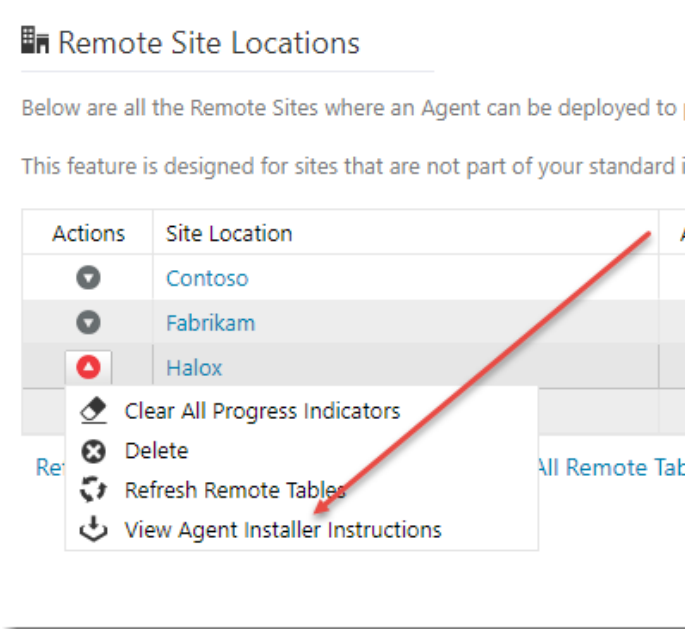 Remote Site Locations
Below are all the Remote Sites where an Agent can be deployed to
This feature is designed for sites that are not part of your standard
Actions Site Location
Contoso
Fabrikam
Halox
Clear All Progress Indicators
Delete
All Remote
Refresh Remote Tables
View Agent Installer Instructions